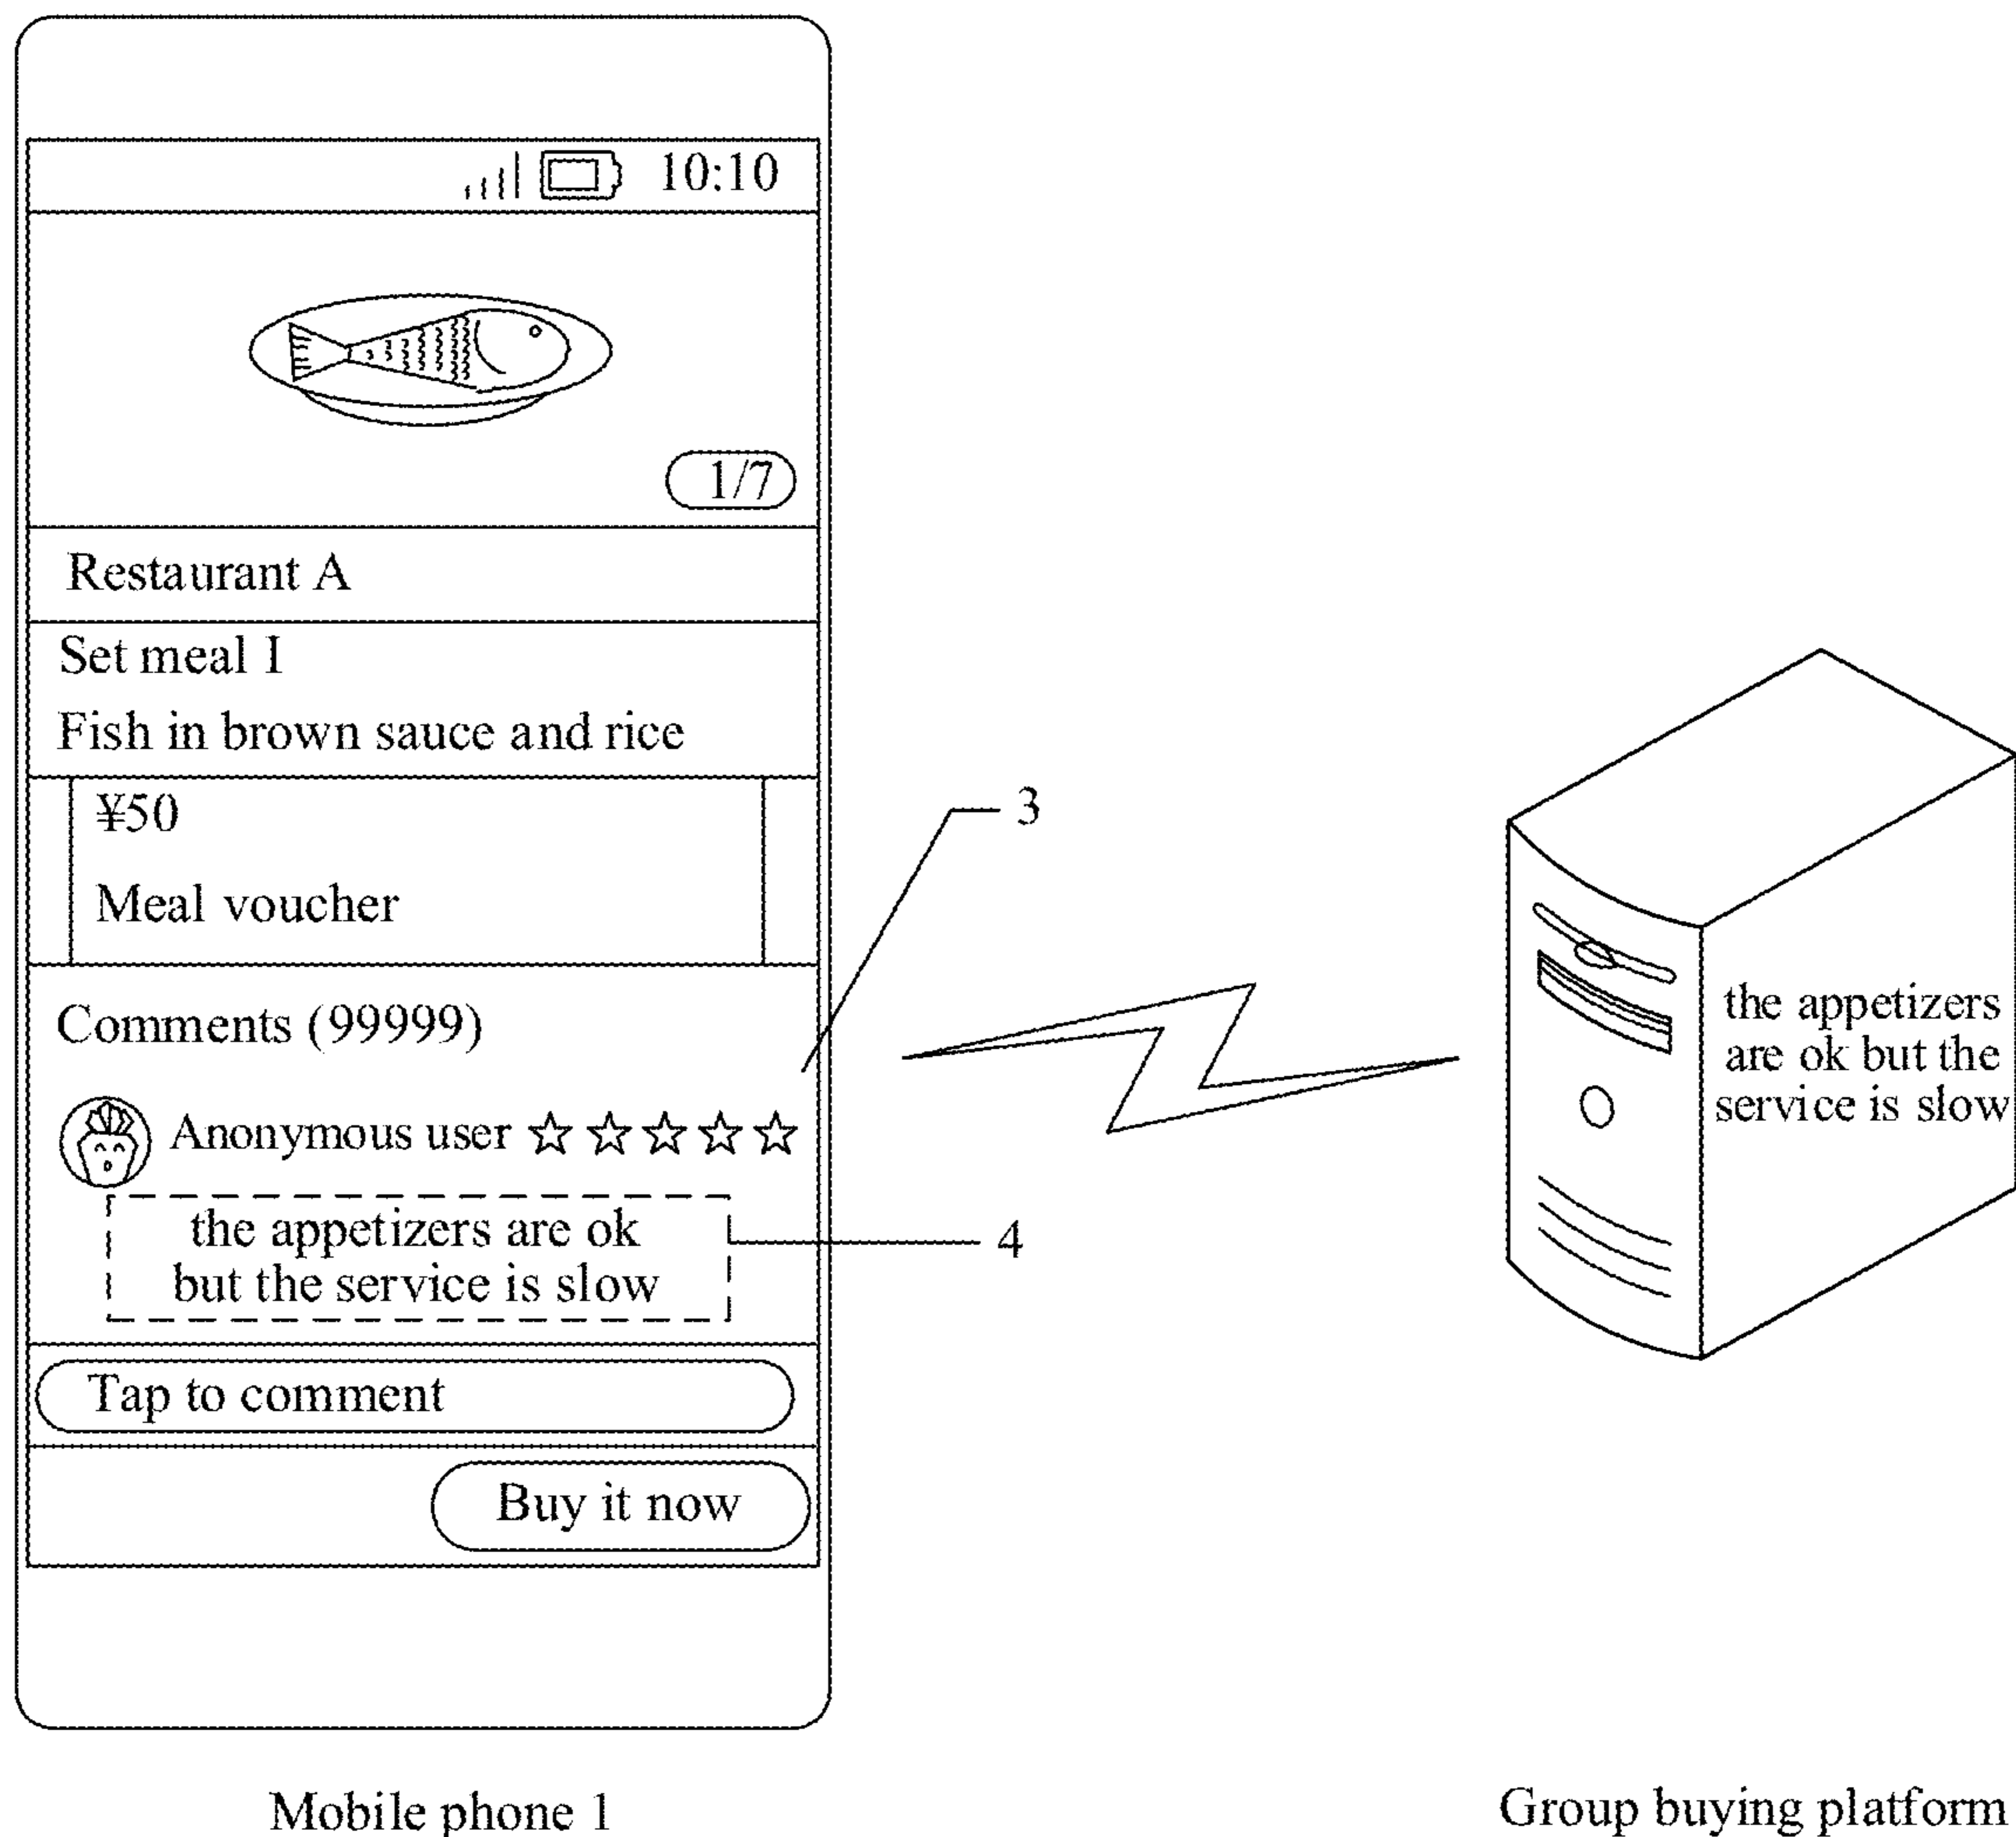 10:10
1/7
Restaurant A
Set meal I
Fish in brown sauce and rice
¥50
Meal voucher
3
Comments (99999)
Anonymous user
the appetizers are ok
but the service is slow
4
Tap to comment
Buy it now
the appetizers
are ok but the
service is slow
Mobile phone 1
Group buying platform